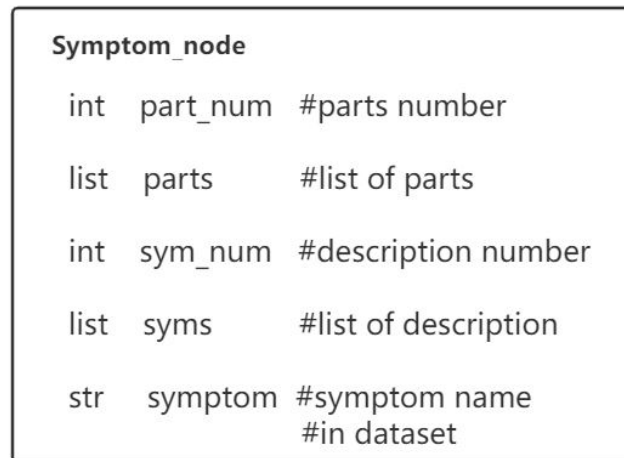 Symptom_node
int part_num #parts number
list parts #list of parts
int sym_num #description number
list syms #list of description
str symptom #symptom name
#in dataset